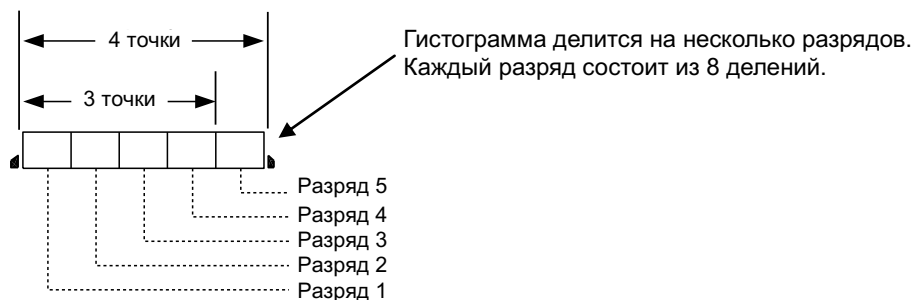 4 точки
Гистограмма делится на несколько разрядов.
Каждый разряд состоит из 8 делений.
3 точки
Разряд 5
Разряд 4
Разряд 3
Разряд 2
Разряд 1